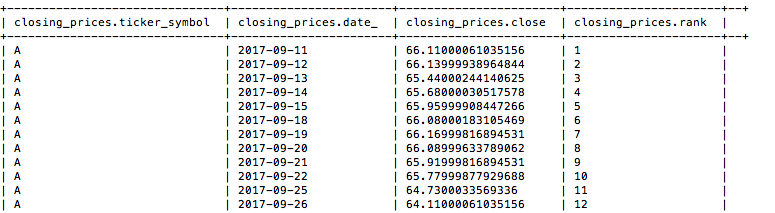 | closing_prices.ticker_symbol | closing_prices.date_ | closing_prices.close | closing_prices.rank |
| A | 2017-09-11 | 66.11000061035156 | 1 |
| A | 2017-09-12 | 66.13999938964844 | 2 |
| A | 2017-09-13 | 65.44000244140625 | 3 |
| A | 2017-09-14 | 65.68000030517578 | 4 |
| A | 2017-09-15 | 65.95999908447266 | 5 |
| A | 2017-09-18 | 66.08000183105469 | 6 |
| A | 2017-09-19 | 66.16999816894531 | 7 |
| A | 2017-09-20 | 66.08999633789062 | 8 |
| A | 2017-09-21 | 65.91999816894531 | 9 |
| A | 2017-09-22 | 65.77999877929688 | 10 |
| A | 2017-09-25 | 64.7300033569336 | 11 |
| A | 2017-09-26 | 64.11000061035156 | 12 |